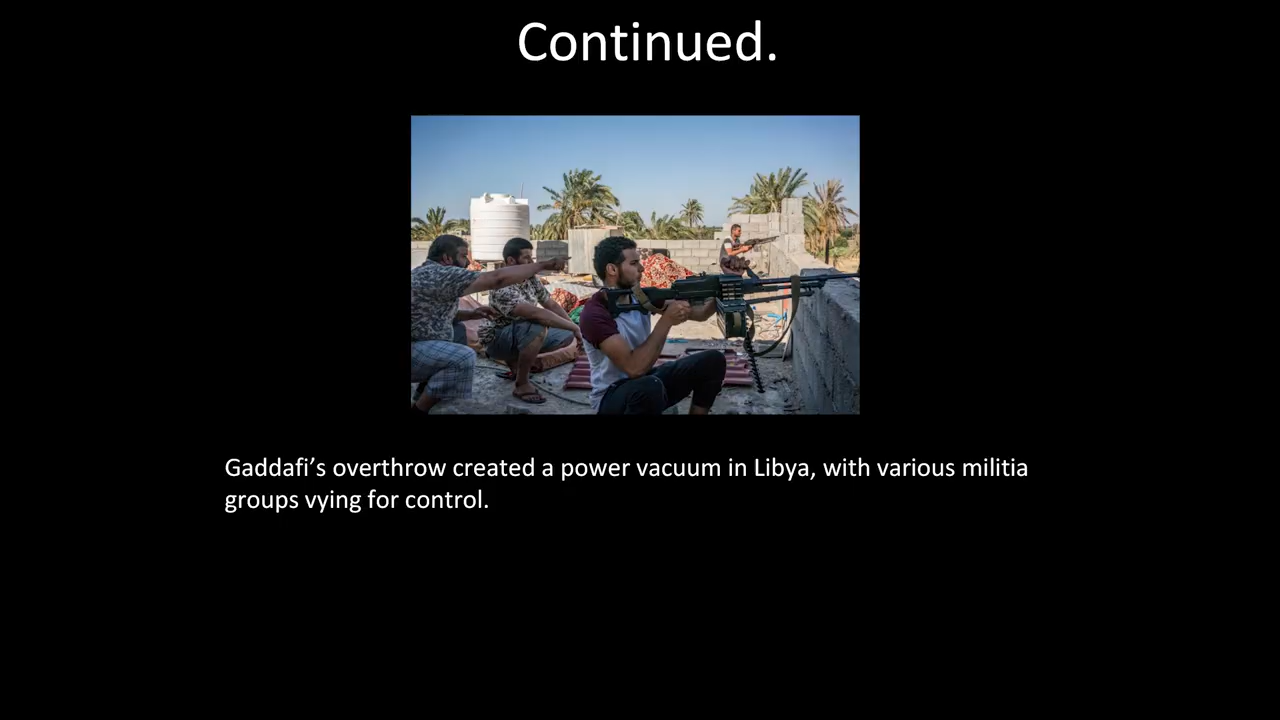 Continued.
Gaddafi’s overthrow created a power vacuum in Libya, with various militia
groups vying for control.